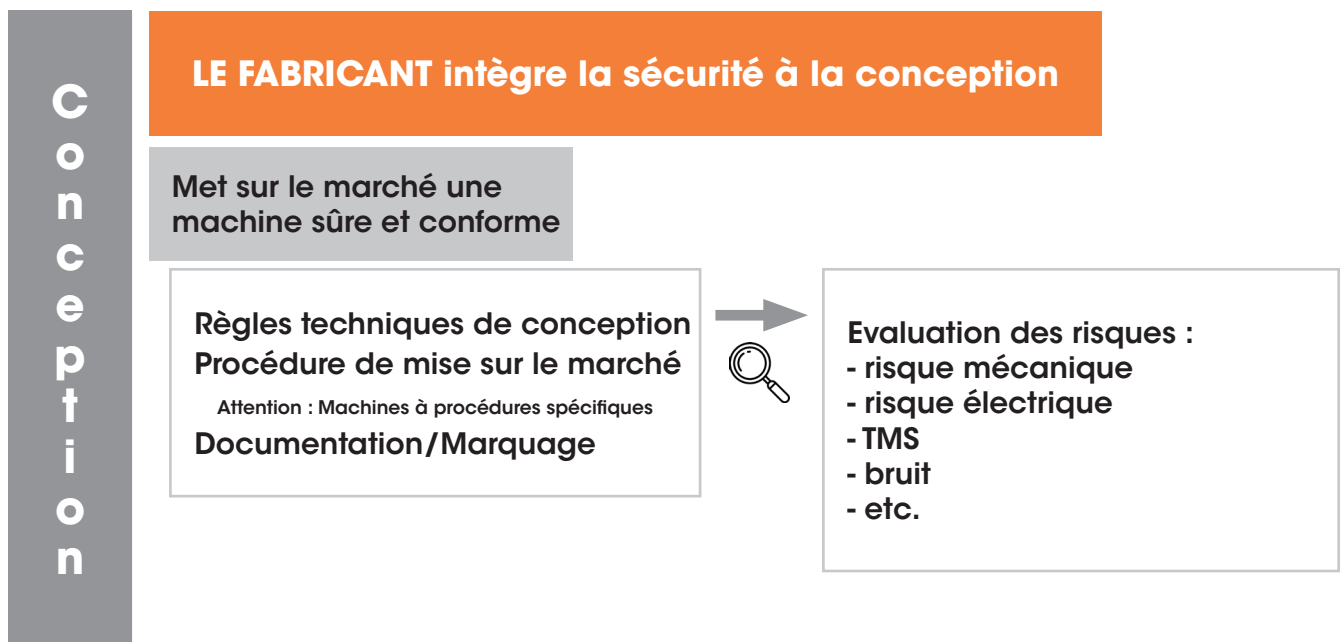 Conception
LE FABRICANT intègre la sécurité à la conception
Met sur le marché une
machine sûre et conforme
Règles techniques de conception
Procédure de mise sur le marché
Attention : Machines à procédures spécifiques
Documentation/Marquage
Evaluation des risques :
- risque mécanique
- risque électrique
- TMS
- bruit
- etc.